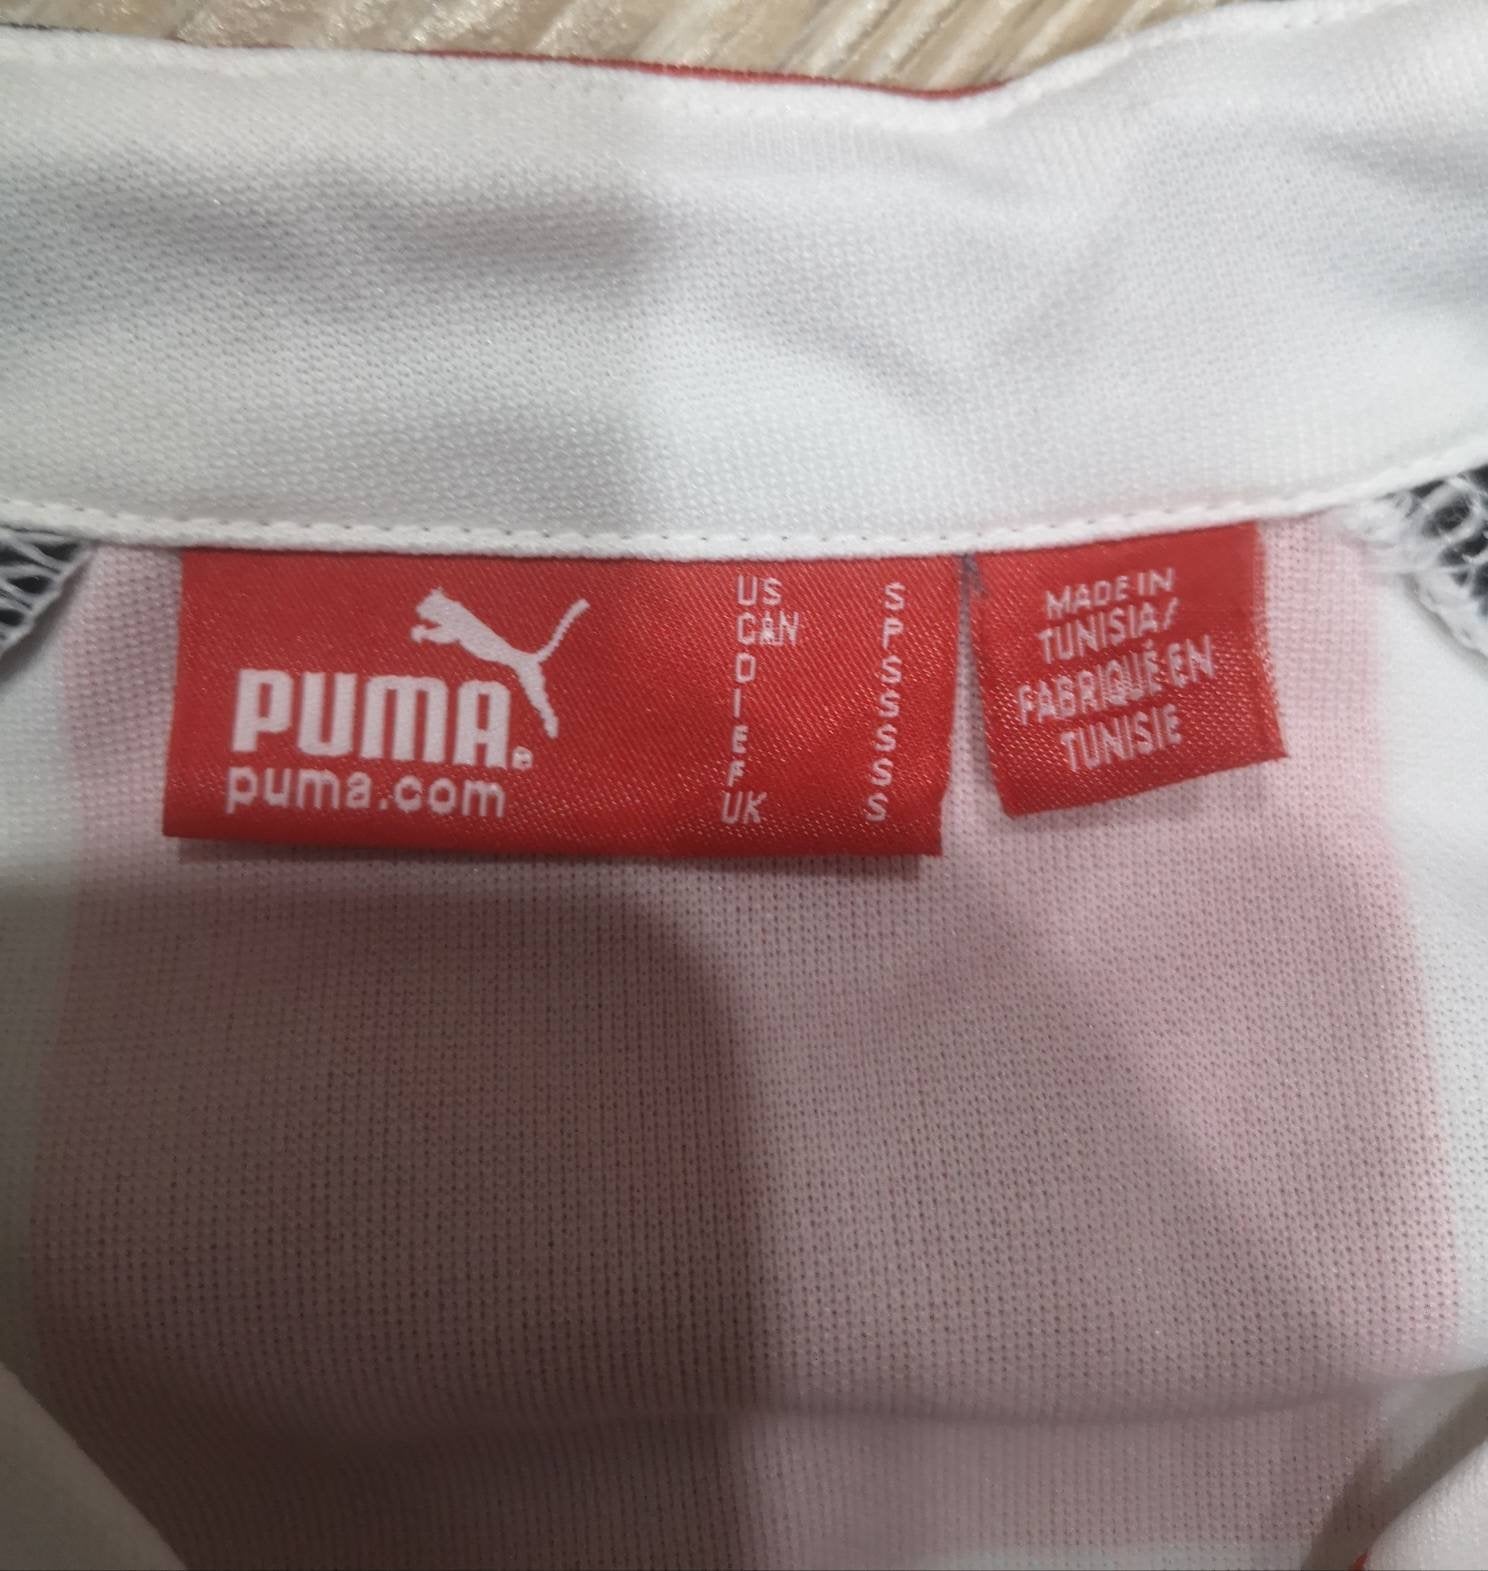 PUMA®
puma.com
US S
CAN P
D S
I S
E S
F S
UK S
MADE IN
TUNISIA/
FABRIQUÉ EN
TUNISIE